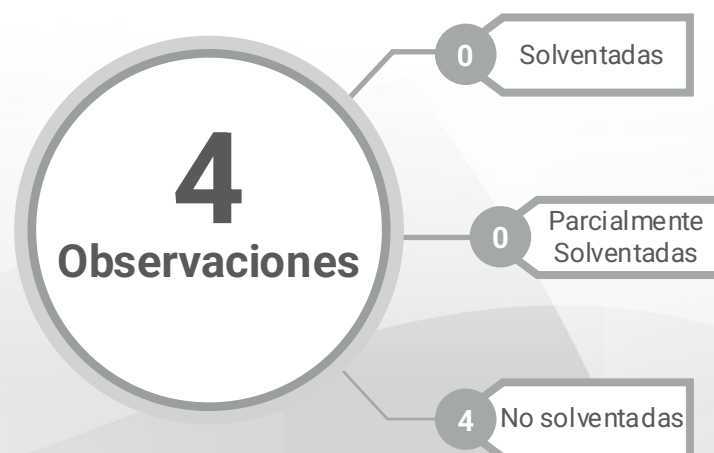 4
Observaciones
0
Solventadas
0
Parcialmente
Solventadas
4
No solventadas